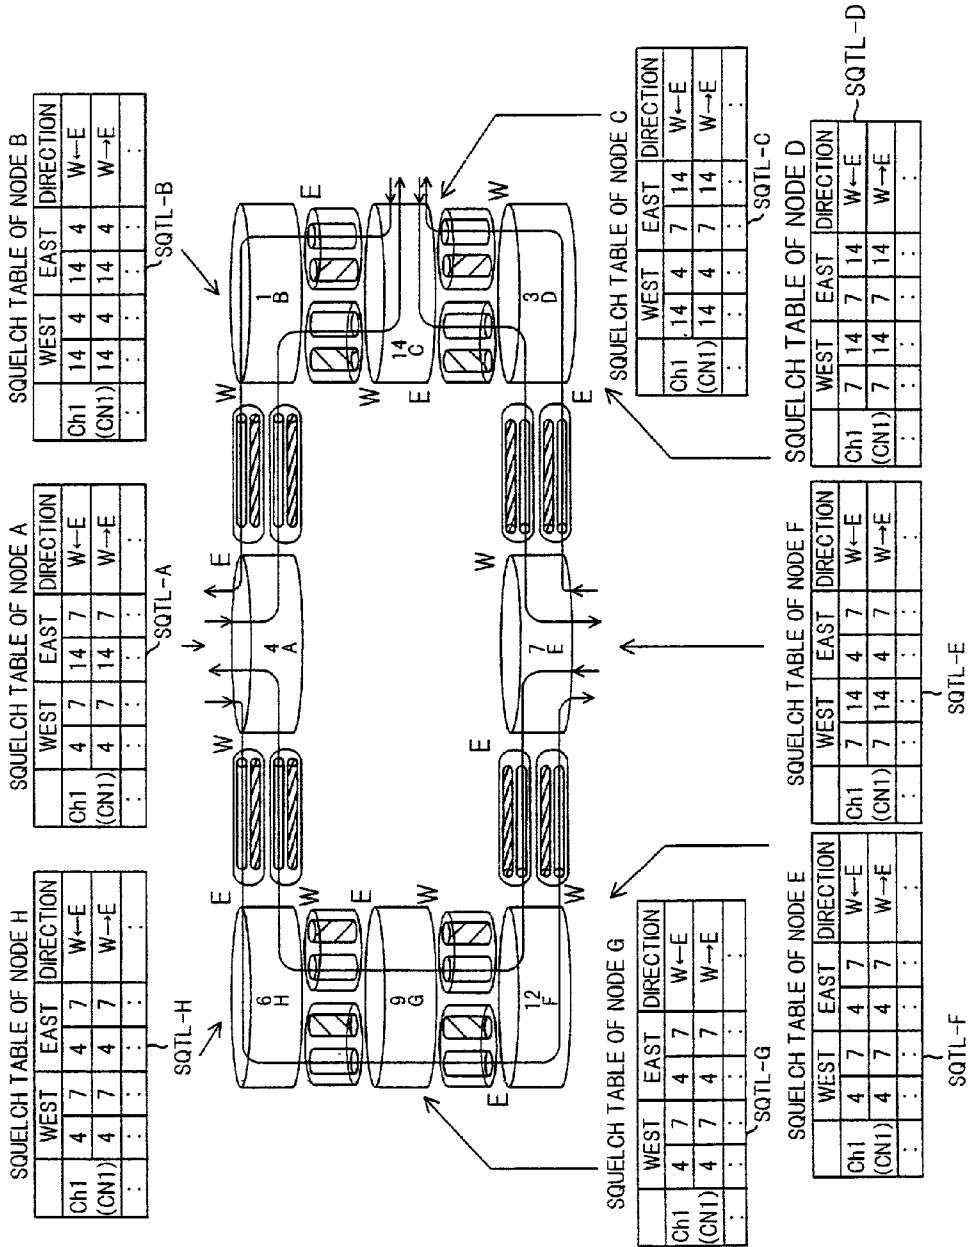 SQUELCH TABLE OF NODE H
WEST EAST DIRECTION
Ch1 4 7 4 7 W←E
(CN1) 4 7 4 7 W→E
: : : : : :
SQTL-H
SQUELCH TABLE OF NODE A
WEST EAST DIRECTION
Ch1 4 7 14 7 W←E
(CN1) 4 7 14 7 W→E
: : : : : :
SQTL-A
SQUELCH TABLE OF NODE B
WEST EAST DIRECTION
Ch1 14 4 14 4 W←E
(CN1) 14 4 14 4 W→E
: : : : : :
SQTL-B
E W E W E
6 H
4 A
1 B
W W
E E
9 G
14 C
W E
W W
12 F
7 E
3 D
E W E W E
SQUELCH TABLE OF NODE G
WEST EAST DIRECTION
Ch1 4 7 4 7 W←E
(CN1) 4 7 4 7 W→E
: : : : : :
SQTL-G
SQUELCH TABLE OF NODE C
WEST EAST DIRECTION
Ch1 14 4 7 14 W←E
(CN1) 14 4 7 14 W→E
: : : : : :
SQTL-C
SQUELCH TABLE OF NODE E
WEST EAST DIRECTION
Ch1 4 7 4 7 W←E
(CN1) 4 7 4 7 W→E
: : : : : :
SQTL-F
SQUELCH TABLE OF NODE F
WEST EAST DIRECTION
Ch1 7 14 4 7 W←E
(CN1) 7 14 4 7 W→E
: : : : : :
SQTL-E
SQUELCH TABLE OF NODE D
WEST EAST DIRECTION
Ch1 7 14 7 14 W←E
(CN1) 7 14 7 14 W→E
: : : : : :
SQTL-D